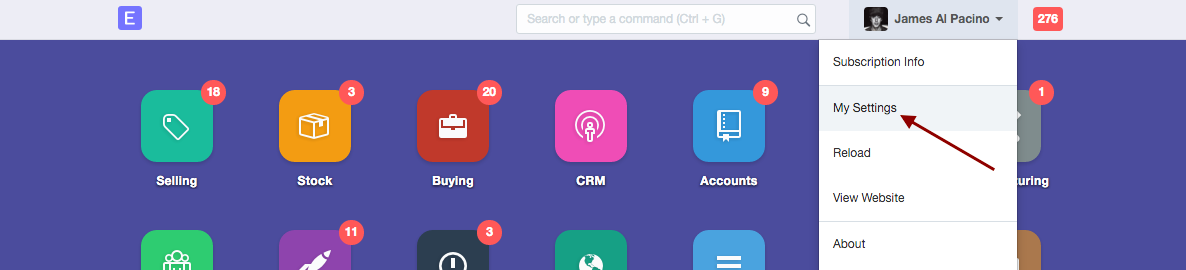 E
Search or type a command (Ctrl + G)
James Al Pacino
276
Subscription Info
My Settings
Reload
View Website
About
18
3
20
9
1
Selling
Stock
Buying
CRM
Accounts
turing
11
3